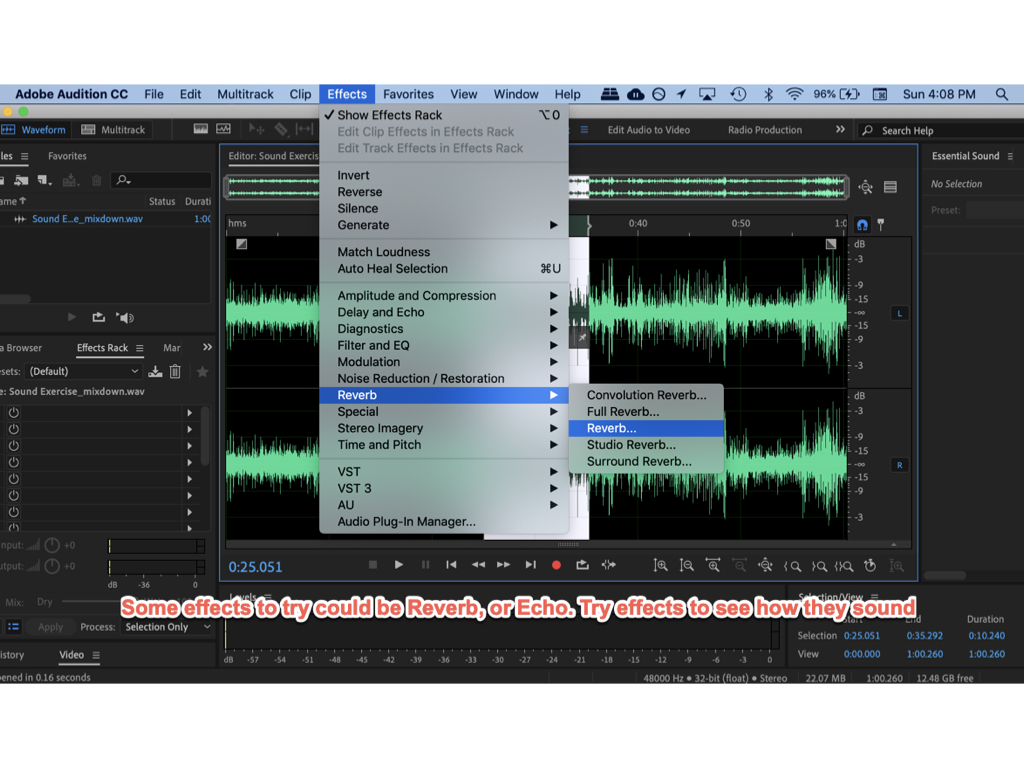 Adobe Audition CC File Edit Multitrack Clip Effects Favorites View Window Help 96% Sun 4:08 PM
Waveform Multitrack Edit Audio to Video Radio Production Search Help
les Favorites
ame Status Durati
Sound E...e_mixdown.wav 1:00
a Browser Effects Rack Mar
sets: (Default)
e: Sound Exercise_mixdown.wav
nput: +0
utput: +0
dB -36 0
Mix: Dry
Apply Process: Selection Only
istory Video
ened in 0.16 seconds
Show Effects Rack ⌥0
Edit Clip Effects in Effects Rack
Edit Track Effects in Effects Rack
Invert
Reverse
Silence
Generate
Match Loudness
Auto Heal Selection ⌘U
Amplitude and Compression
Delay and Echo
Diagnostics
Filter and EQ
Modulation
Noise Reduction / Restoration
Reverb
Special
Stereo Imagery
Time and Pitch
VST
VST 3
AU
Audio Plug-In Manager...
Convolution Reverb...
Full Reverb...
Reverb...
Studio Reverb...
Surround Reverb...
Editor: Sound Exercis
hms 0:40 0:50 1:0
dB
-3
-9
-15
-∞
-15
-9
-3
L
dB
-3
-9
-15
-∞
-15
-9
-3
R
0:25.051
Essential Sound
No Selection
Preset:
Some effects to try could be Reverb, or Echo. Try effects to see how they sound
Levels
dB -57 -54 -51 -48 -45 -42 -39 -36 -33 -30 -27 -24 -21 -18 -15 -12 -9 -6 -3 0
Selection/View
Start End Duration
Selection 0:25.051 0:35.292 0:10.240
View 0:00.000 1:00.260 1:00.260
48000 Hz • 32-bit (float) • Stereo 22.07 MB 1:00.260 12.48 GB free